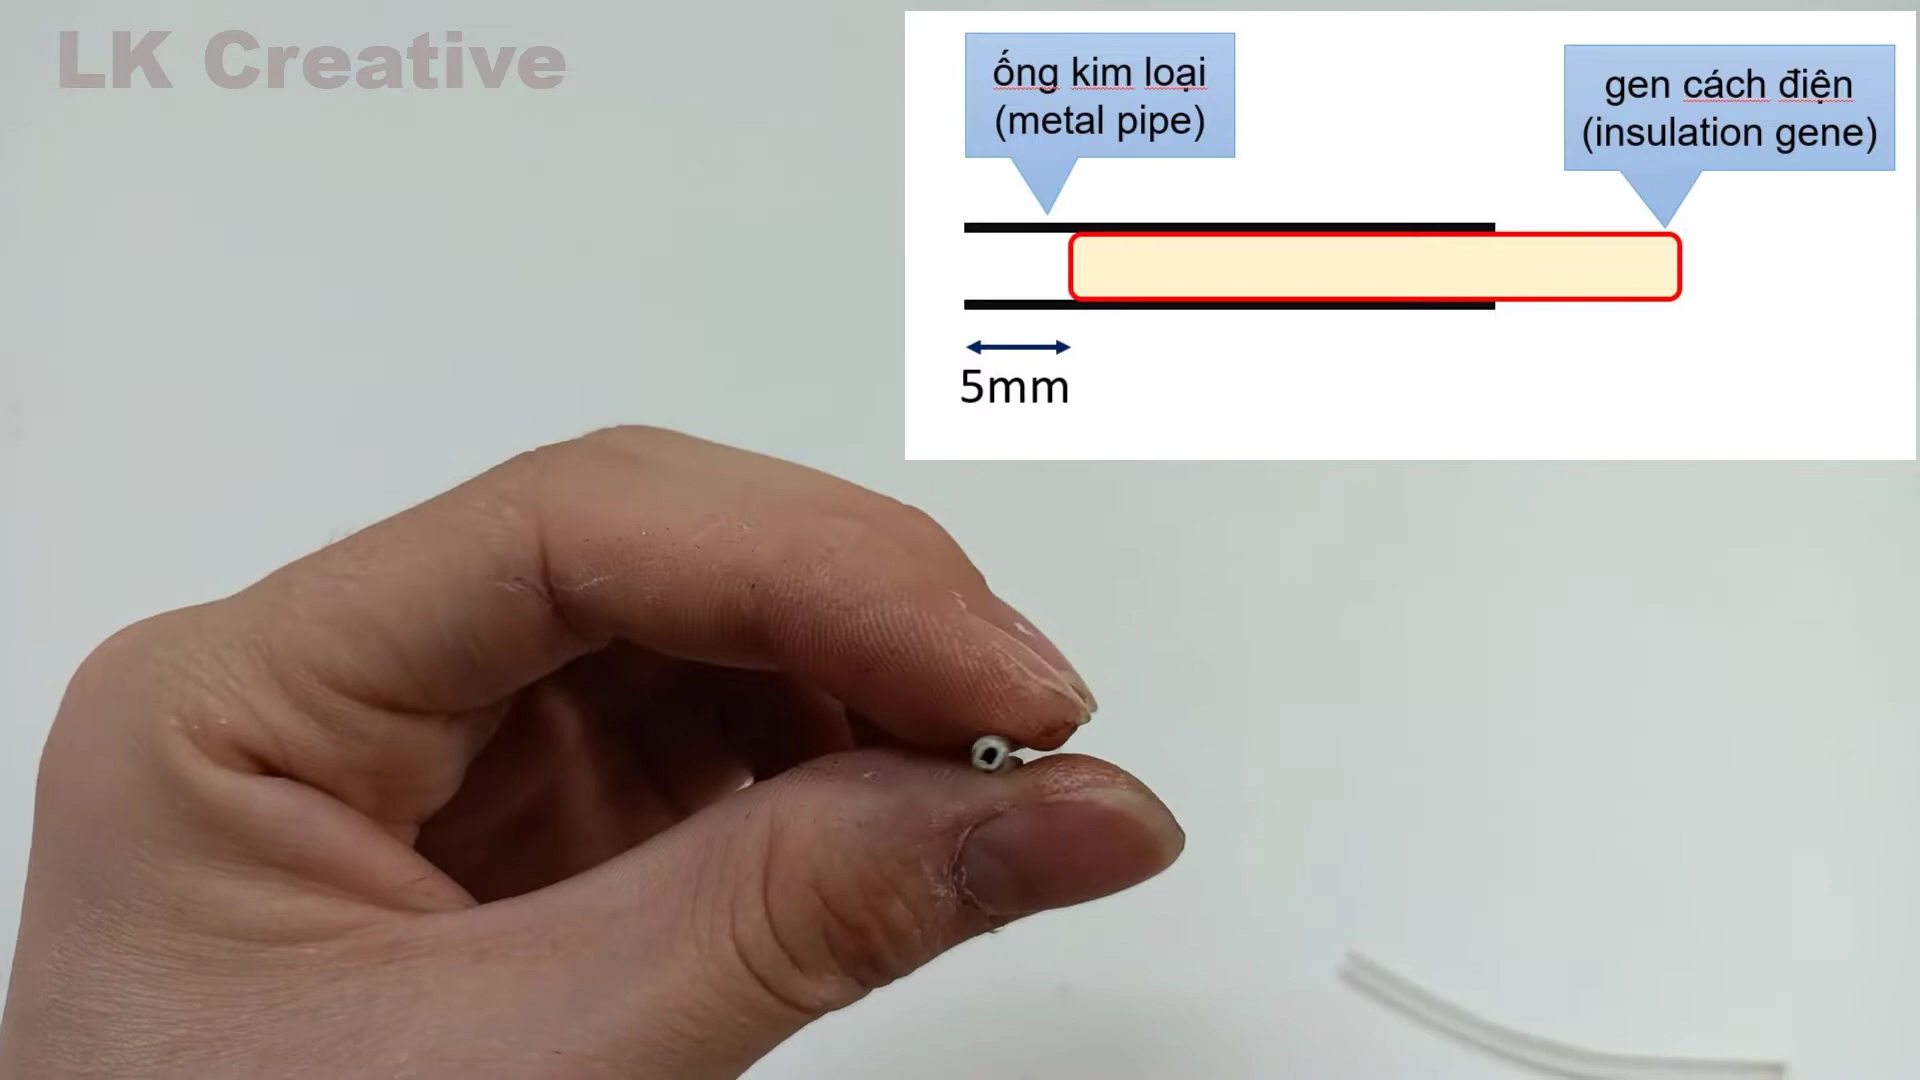 LK Creative
ống kim loại
(metal pipe)
gen cách điện
(insulation gene)
5mm